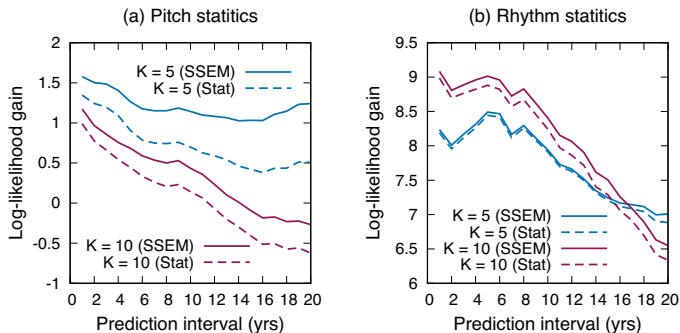 (a) Pitch statitics
Log-likelihood gain
2
1.5
1
0.5
0
-0.5
-1
K = 5 (SSEM)
K = 5 (Stat)
K = 10 (SSEM)
K = 10 (Stat)
0 2 4 6 8 10 12 14 16 18 20
Prediction interval (yrs)
(b) Rhythm statistics
Log-likelihood gain
9.5
9
8.5
8
7.5
7
6.5
6
K = 5 (SSEM)
K = 5 (Stat)
K = 10 (SSEM)
K = 10 (Stat)
0 2 4 6 8 10 12 14 16 18 20
Prediction interval (yrs)